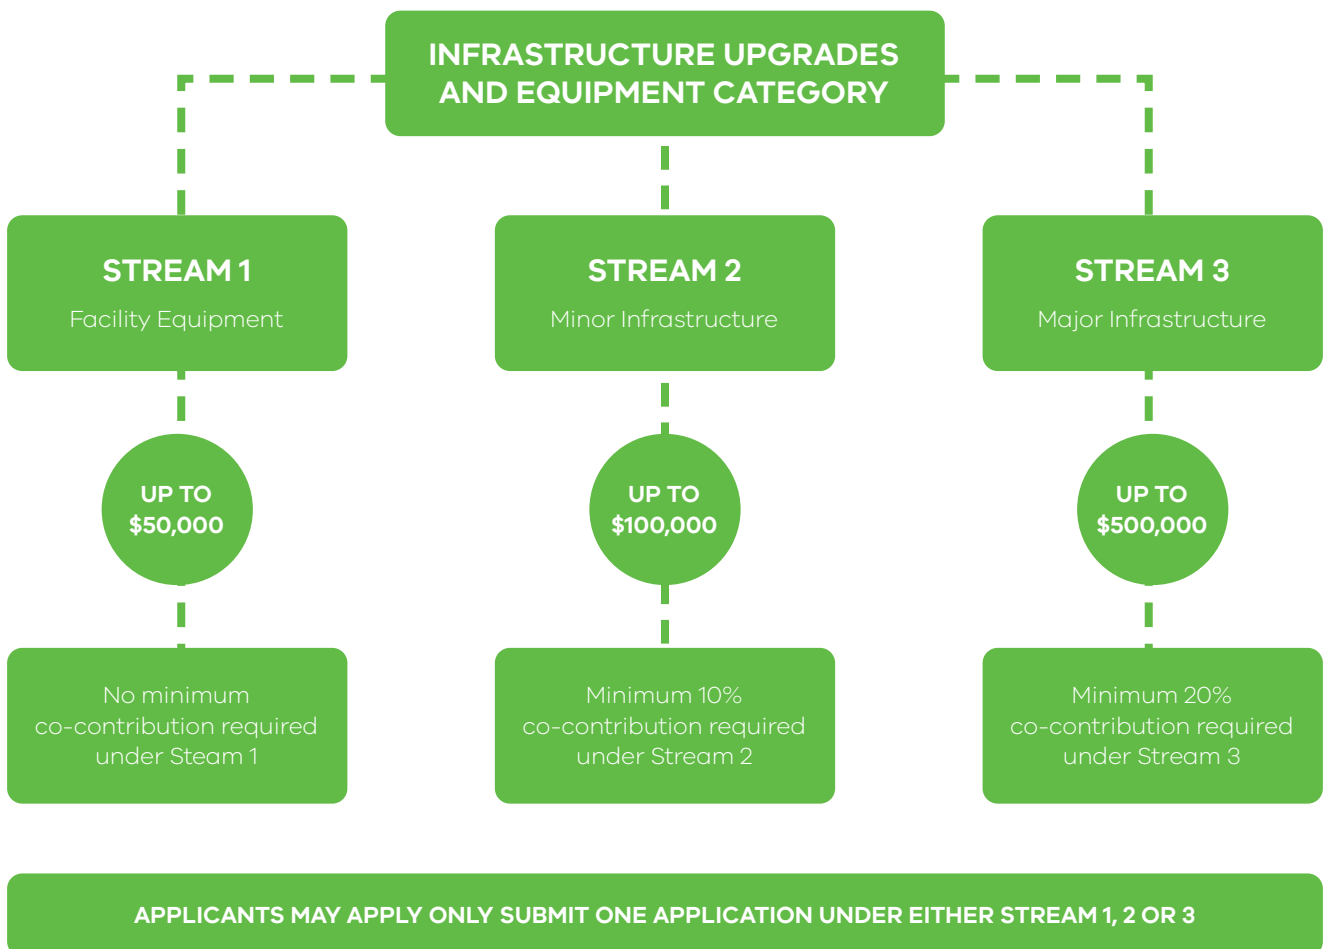 INFRASTRUCTURE UPGRADES
AND EQUIPMENT CATEGORY
STREAM 1
Facility Equipment
UP TO
$50,000
No minimum
co-contribution required
under Steam 1
STREAM 2
Minor Infrastructure
UP TO
$100,000
Minimum 10%
co-contribution required
under Stream 2
STREAM 3
Major Infrastructure
UP TO
$500,000
Minimum 20%
co-contribution required
under Stream 3
APPLICANTS MAY APPLY ONLY SUBMIT ONE APPLICATION UNDER EITHER STREAM 1, 2 OR 3